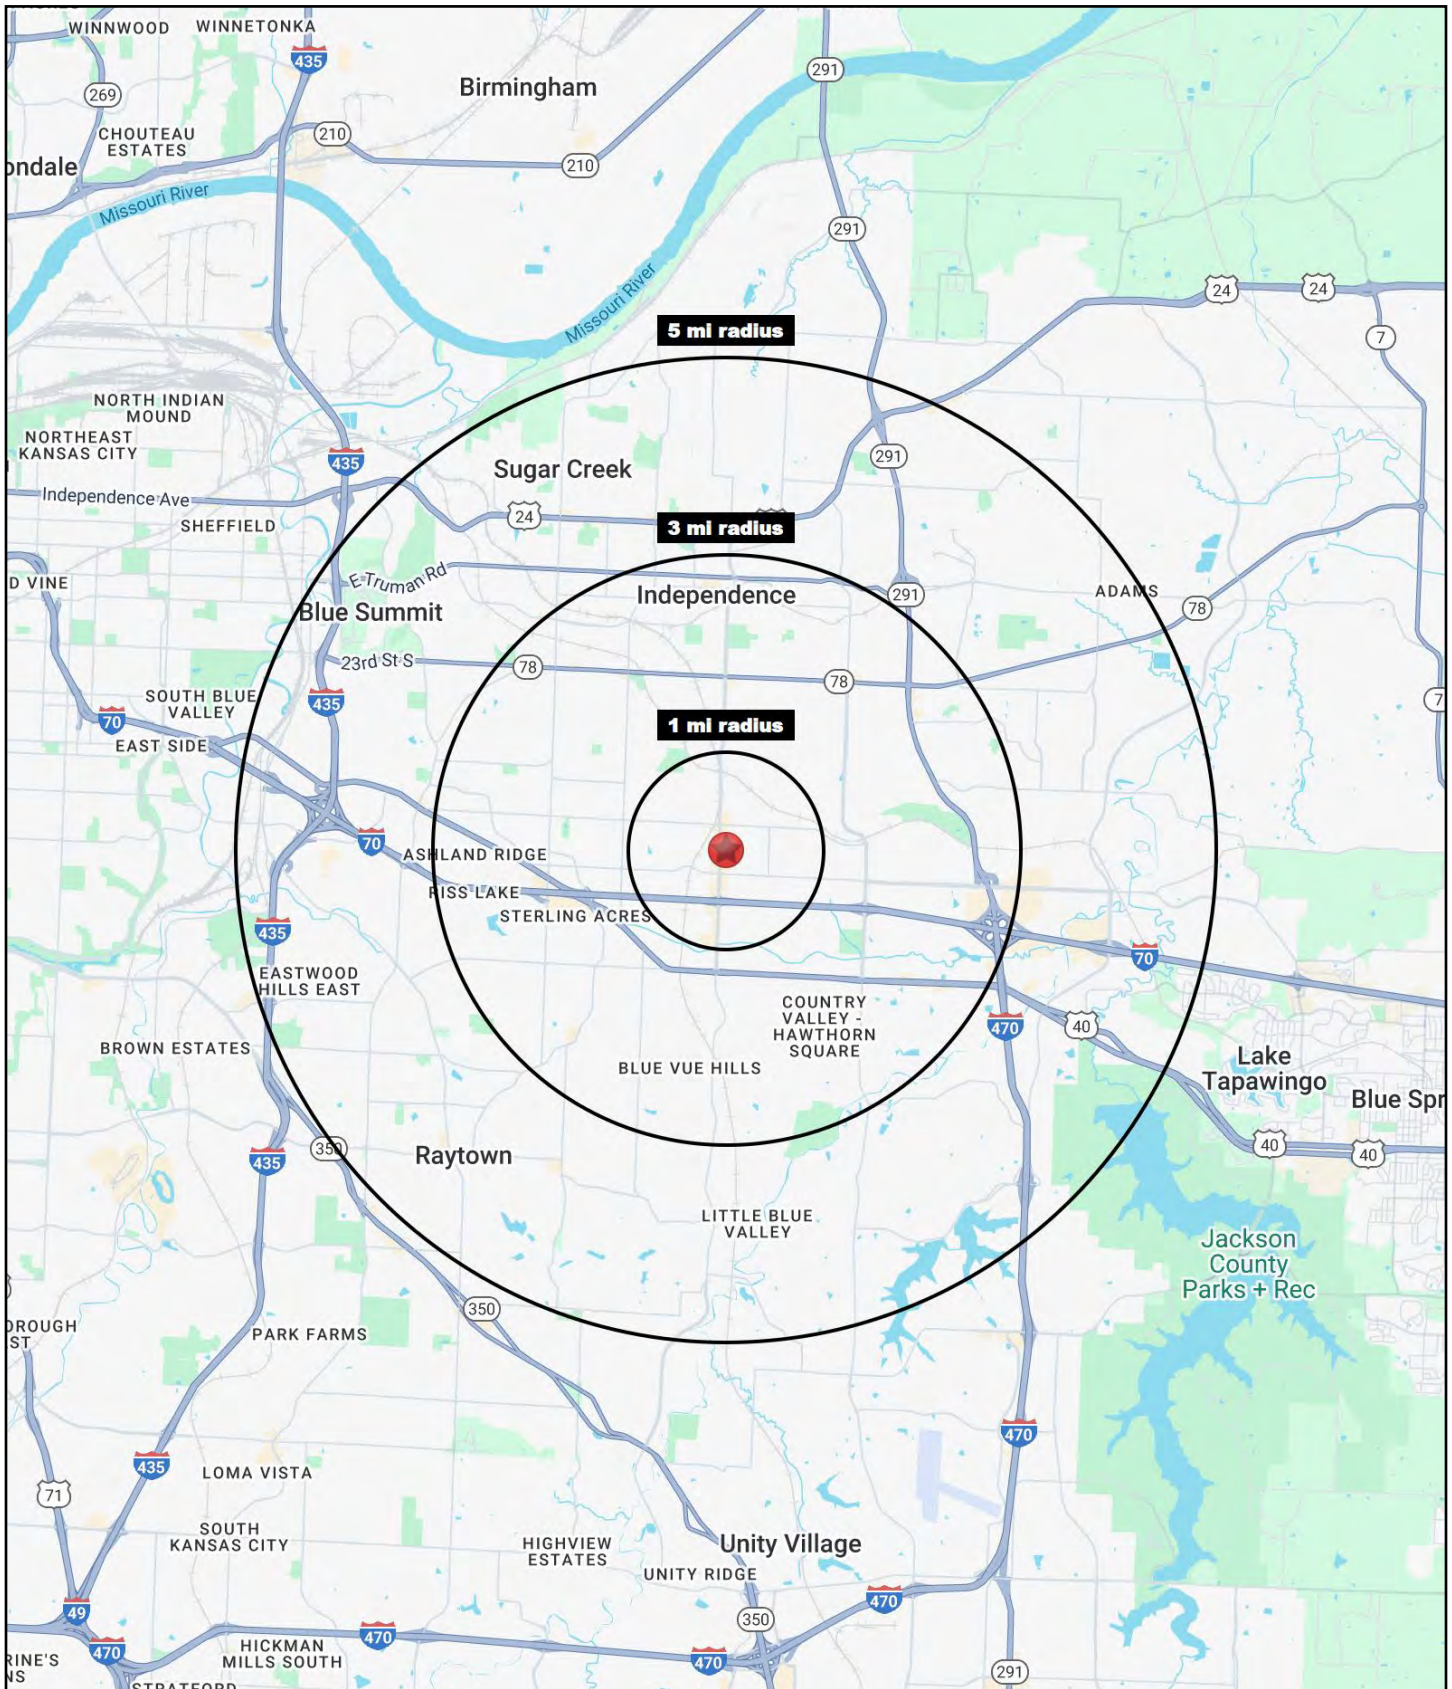 WINNWOOD
WINNETONKA
435
Birmingham
291
269
210
CHOUTEAU
ESTATES
210
ondale
Missouri River
291
Missouri River
24
24
5 mi radius
7
NORTH INDIAN
MOUND
NORTHEAST
KANSAS CITY
435
291
Sugar Creek
Independence Ave
24
SHEFFIELD
3 mi radius
D VINE
E Truman Rd
Independence
291
ADAMS
78
Blue Summit
23rd St S
78
78
435
SOUTH BLUE
VALLEY
7
70
EAST SIDE
1 mi radius
70
ASHLAND RIDGE
RISS LAKE
STERLING ACRES
435
70
EASTWOOD
HILLS EAST
COUNTRY
VALLEY -
HAWTHORN
SQUARE
470
40
BROWN ESTATES
BLUE VUE HILLS
Lake
Tapawingo
Blue Spr
350
435
Raytown
40
40
LITTLE BLUE
VALLEY
Jackson
County
Parks + Rec
350
OROUGH
ST
PARK FARMS
470
435
LOMA VISTA
71
SOUTH
KANSAS CITY
HIGHVIEW
ESTATES
Unity Village
UNITY RIDGE
470
49
350
470
470
HICKMAN
MILLS SOUTH
470
RINE'S
NS
291
STRATFORD